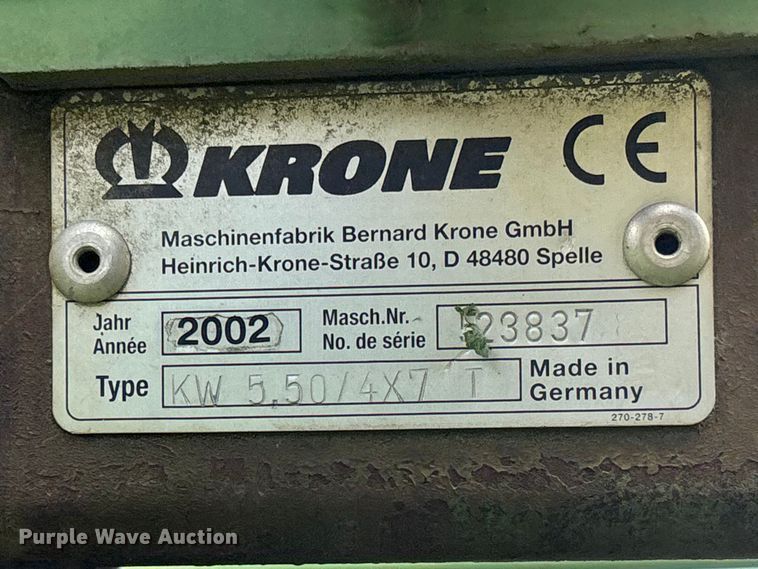 KRONE CE
Maschinenfabrik Bernard Krone GmbH
Heinrich-Krone-Straße 10, D 48480 Spelle
Jahr
Année
2002
Masch.Nr.
No. de série
Type
KW 5,50/4X7 T
Made in
Germany
270-278-7
Purple Wave Auction